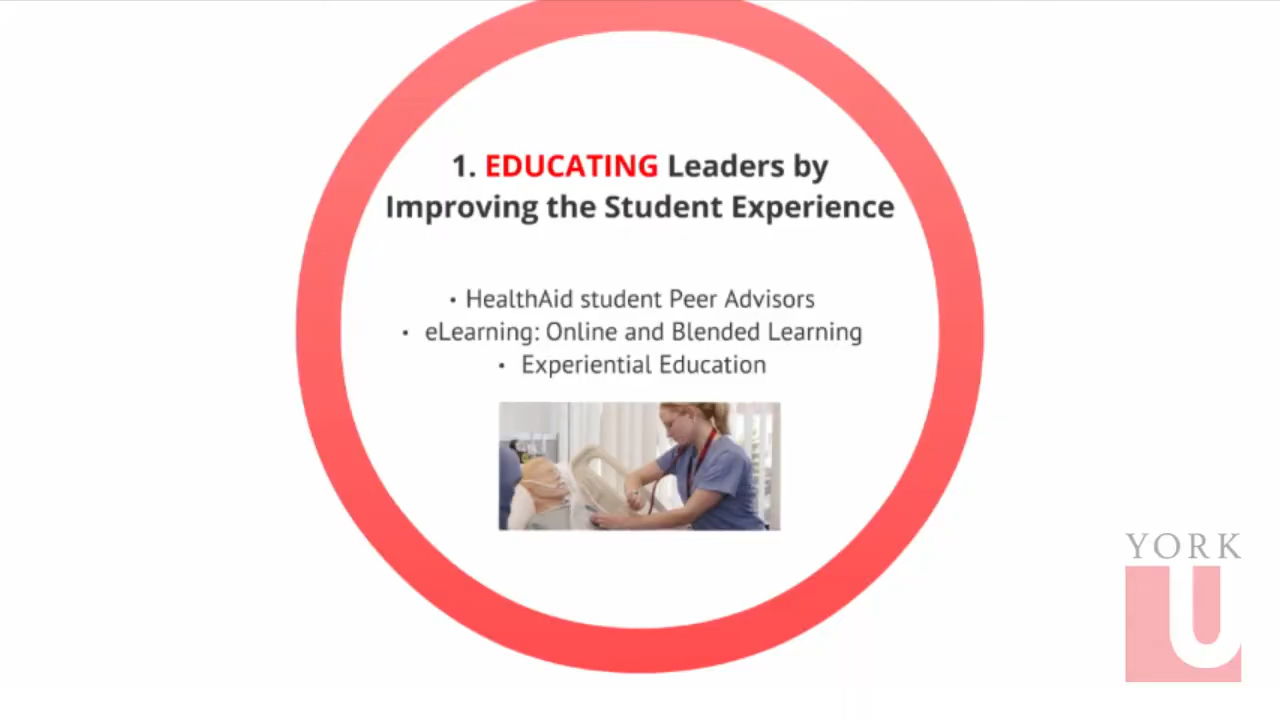 1. EDUCATING Leaders by
Improving the Student Experience
• HealthAid student Peer Advisors
• eLearning: Online and Blended Learning
• Experiential Education
YORK
U